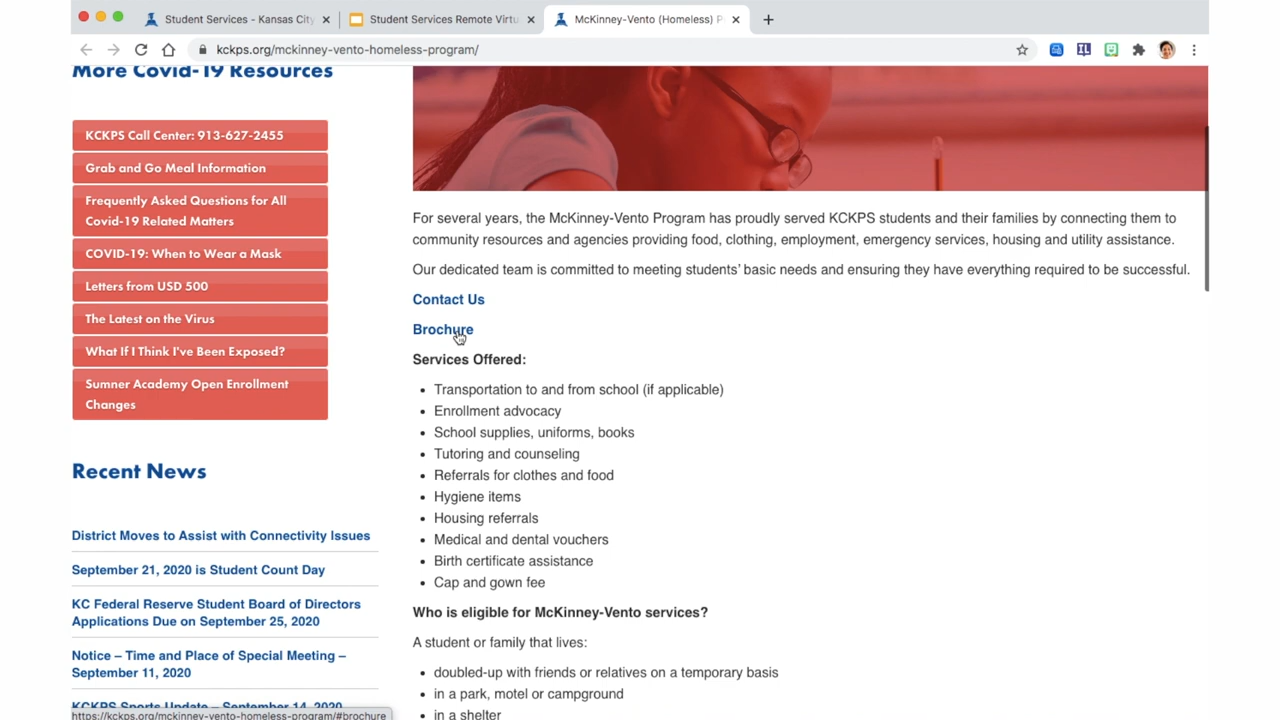 Student Services - Kansas City
Student Services Remote Virtu
McKinney-Vento (Homeless) P
kckps.org/mckinney-vento-homeless-program/
More Covid-19 Resources
KCKPS Call Center: 913-627-2455
Grab and Go Meal Information
Frequently Asked Questions for All
Covid-19 Related Matters
COVID-19: When to Wear a Mask
Letters from USD 500
The Latest on the Virus
What If I Think I've Been Exposed?
Sumner Academy Open Enrollment
Changes
Recent News
District Moves to Assist with Connectivity Issues
September 21, 2020 is Student Count Day
KC Federal Reserve Student Board of Directors
Applications Due on September 25, 2020
Notice – Time and Place of Special Meeting –
September 11, 2020
KCKPS Sports Update – September 14, 2020
https://kckps.org/mckinney-vento-homeless-program/#brochure
For several years, the McKinney-Vento Program has proudly served KCKPS students and their families by connecting them to
community resources and agencies providing food, clothing, employment, emergency services, housing and utility assistance.
Our dedicated team is committed to meeting students' basic needs and ensuring they have everything required to be successful.
Contact Us
Brochure
Services Offered:
• Transportation to and from school (if applicable)
• Enrollment advocacy
• School supplies, uniforms, books
• Tutoring and counseling
• Referrals for clothes and food
• Hygiene items
• Housing referrals
• Medical and dental vouchers
• Birth certificate assistance
• Cap and gown fee
Who is eligible for McKinney-Vento services?
A student or family that lives:
• doubled-up with friends or relatives on a temporary basis
• in a park, motel or campground
• in a shelter
IL